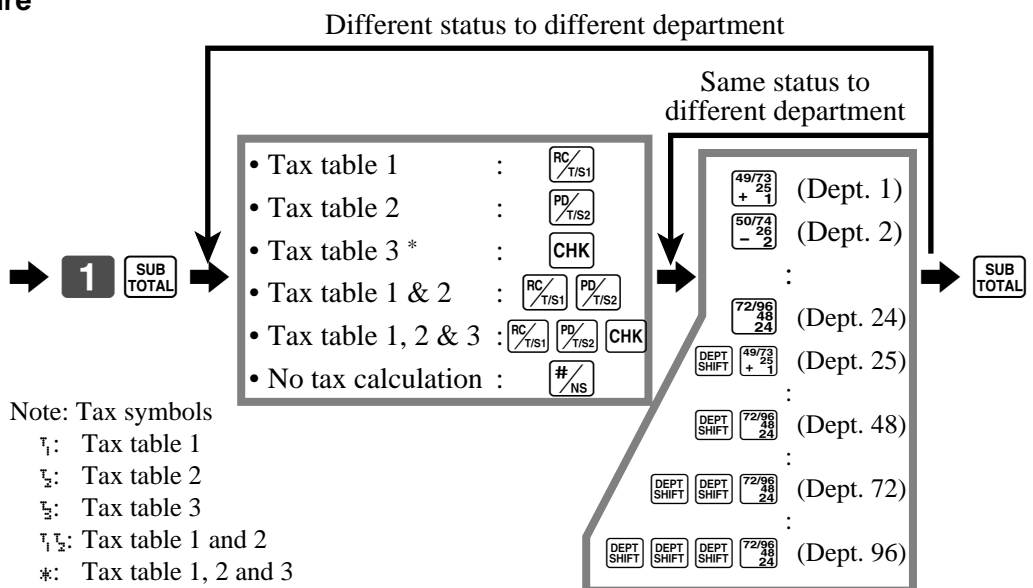 re
Different status to different department
Same status to
different department
1 SUB TOTAL
• Tax table 1 : RC/T/S1
• Tax table 2 : PD/T/S2
• Tax table 3 * : CHK
• Tax table 1 & 2 : RC/T/S1 PD/T/S2
• Tax table 1, 2 & 3 : RC/T/S1 PD/T/S2 CHK
• No tax calculation : #/NS
49/73 25 + 1 (Dept. 1)
50/74 26 − 2 (Dept. 2)
:
72/96 48 24 (Dept. 24)
DEPT SHIFT 49/73 25 + 1 (Dept. 25)
:
DEPT SHIFT 72/96 48 24 (Dept. 48)
:
DEPT SHIFT DEPT SHIFT 72/96 48 24 (Dept. 72)
:
DEPT SHIFT DEPT SHIFT DEPT SHIFT 72/96 48 24 (Dept. 96)
SUB TOTAL
Note: Tax symbols
T1: Tax table 1
T2: Tax table 2
T3: Tax table 3
T1T2: Tax table 1 and 2
*: Tax table 1, 2 and 3